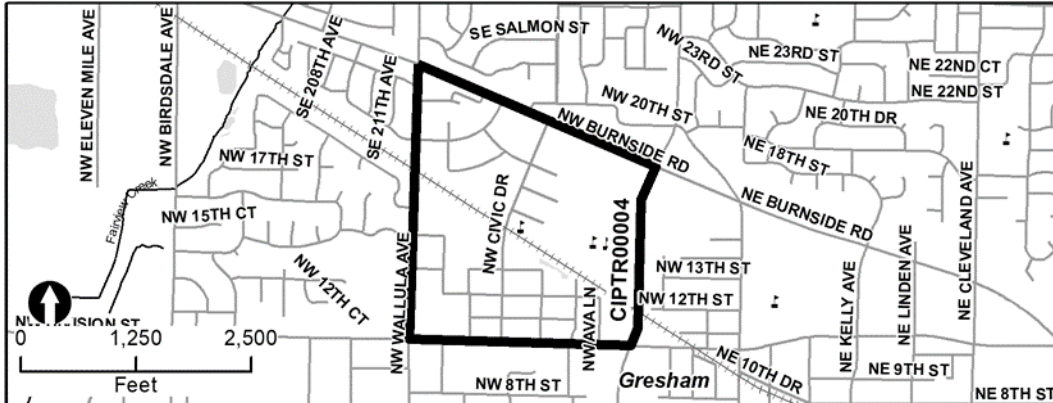 NW ELEVEN MILE AVE
NW BIRDSDALE AVE
SE 208TH AVE
SE 211TH AVE
SE SALMON ST
NW 23RD ST
NE 23RD ST
NE 22ND CT
NE 22ND ST
NW 20TH ST
NE 20TH DR
NW BURNSIDE RD
NE 18TH ST
NW 17TH ST
Fairview Creek
NW 15TH CT
NW CIVIC DR
NE BURNSIDE RD
NE CLEVELAND AVE
NW 12TH CT
NW WALLULA AVE
CIPTR00004
NW 13TH ST
NW 12TH ST
NW AVA LN
NE KELLY AVE
NE LINDEN AVE
0 1,250 2,500
Feet
NW 8TH ST
Gresham
NE 10TH DR
NE 9TH ST
NE 8TH ST